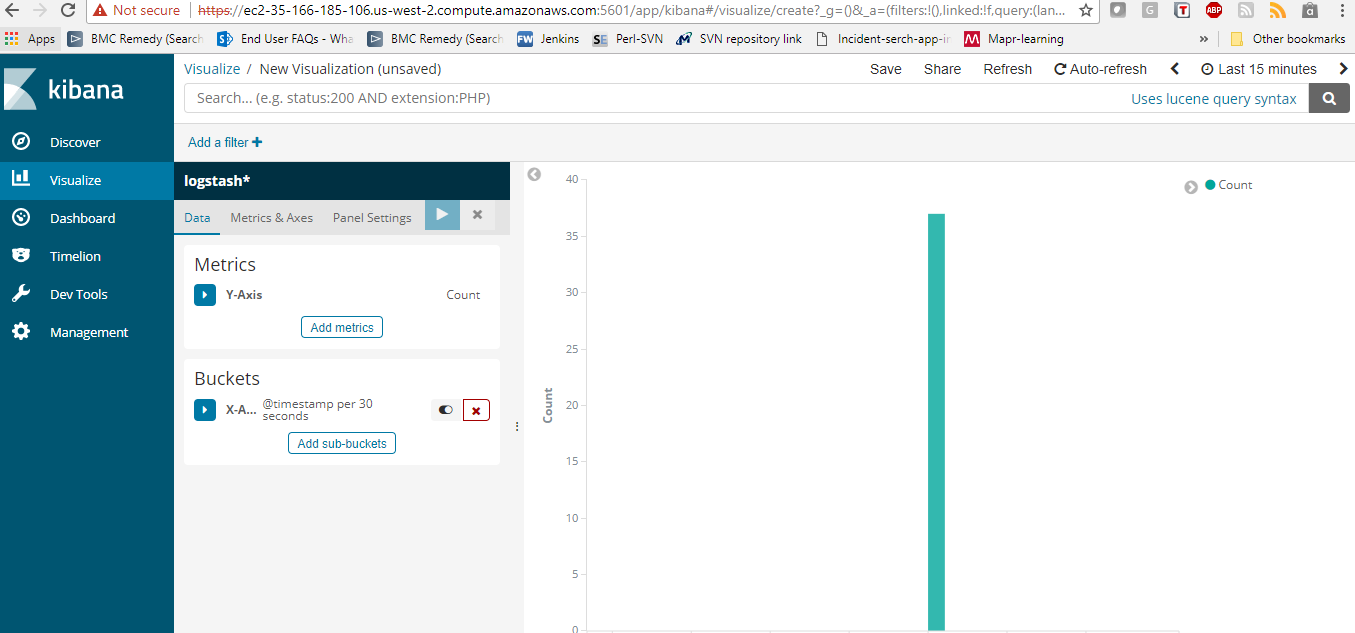 Not secure https://ec2-35-166-185-106.us-west-2.compute.amazonaws.com:5601/app/kibana#/visualize/create?_g=()&_a=(filters:!(),linked:!f,query:(lan...
Apps BMC Remedy (Search End User FAQs - Wha BMC Remedy (Search FW Jenkins SE Perl-SVN SVN repository link Incident-serch-app-in Mapr-learning » Other bookmarks
kibana
Discover
Visualize
Dashboard
Timelion
Dev Tools
Management
Visualize / New Visualization (unsaved)
Save Share Refresh Auto-refresh Last 15 minutes
Search... (e.g. status:200 AND extension:PHP) Uses lucene query syntax
Add a filter +
logstash*
Data Metrics & Axes Panel Settings
Metrics
Y-Axis Count
Add metrics
Buckets
X-A... @timestamp per 30
seconds
Add sub-buckets
Count
40
35
30
25
20
15
10
5
0
Count
G T ABP a